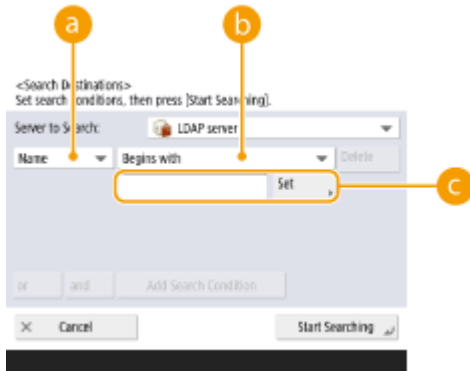 a b
<Search Destinations>
Set search conditions, then press [Start Searching].
Server to Search: LDAP server
Name Begins with Delete
Set
c
or and Add Search Condition
× Cancel Start Searching